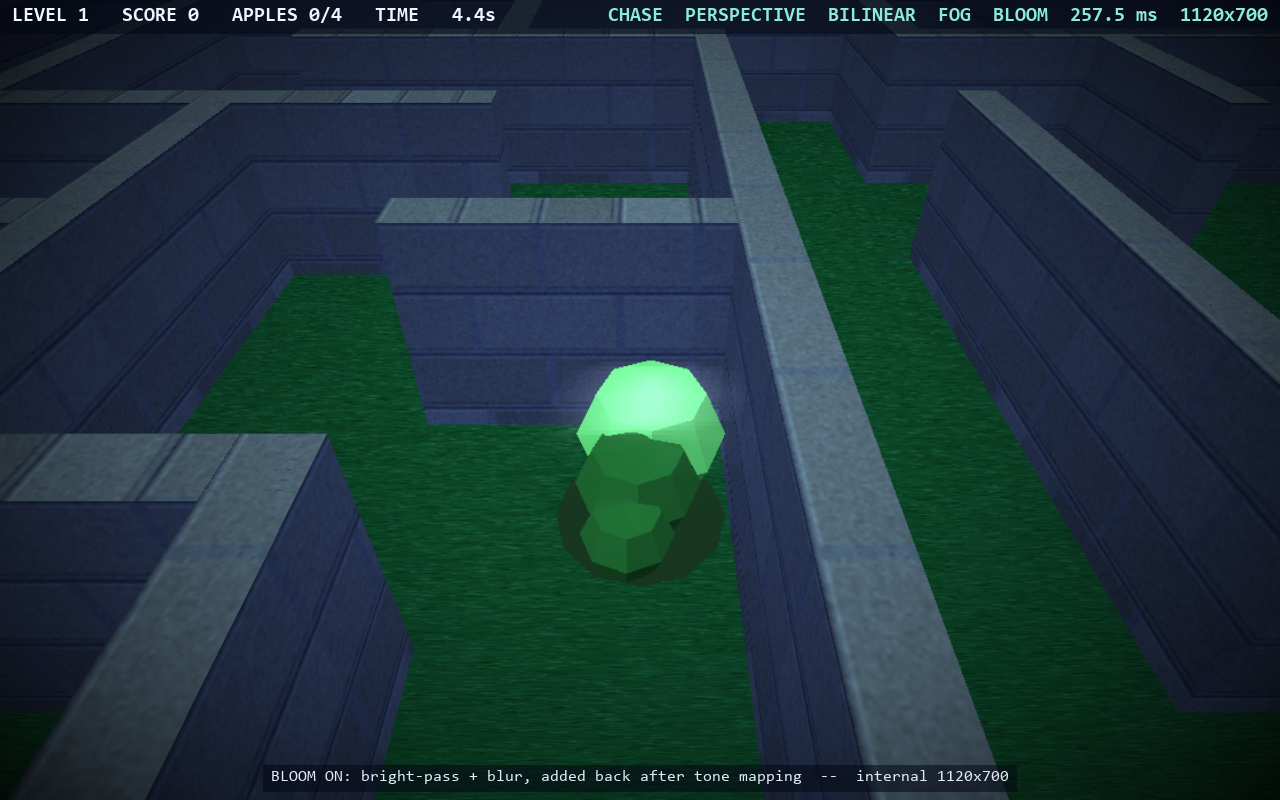 LEVEL 1 SCORE 0 APPLES 0/4 TIME 4.4s CHASE PERSPECTIVE BILINEAR FOG BLOOM 257.5 ms 1120x700
BLOOM ON: bright-pass + blur, added back after tone mapping -- internal 1120x700